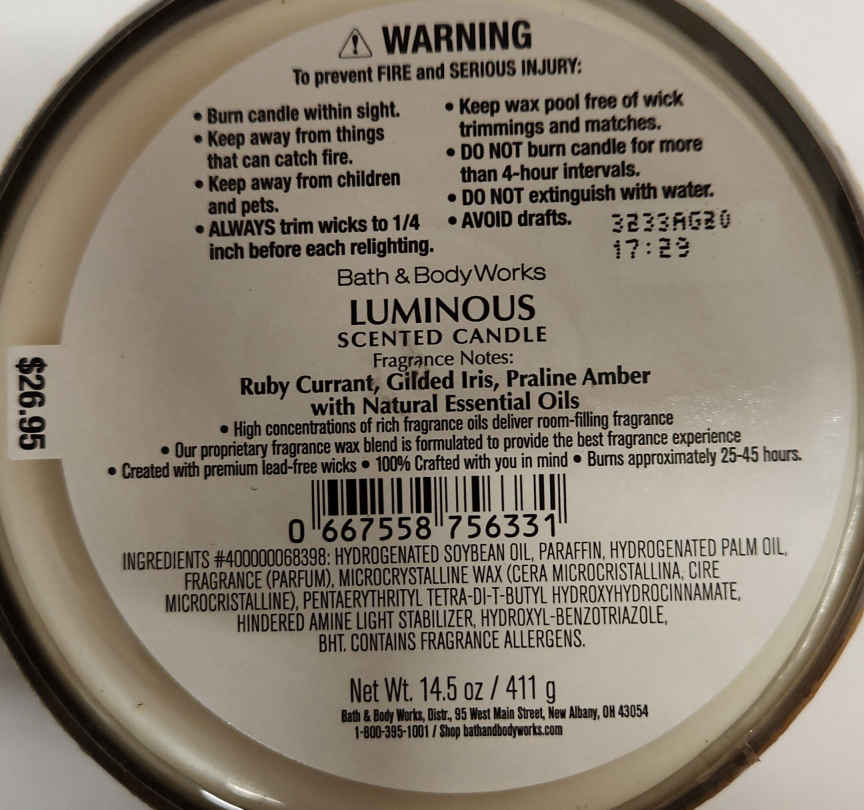 ⚠ WARNING
To prevent FIRE and SERIOUS INJURY:
• Burn candle within sight.
• Keep away from things
that can catch fire.
• Keep away from children
and pets.
• ALWAYS trim wicks to 1/4
inch before each relighting.
• Keep wax pool free of wick
trimmings and matches.
• DO NOT burn candle for more
than 4-hour intervals.
• DO NOT extinguish with water.
• AVOID drafts.
3233AG20
17:29
Bath & Body Works
LUMINOUS
SCENTED CANDLE
Fragrance Notes:
Ruby Currant, Gilded Iris, Praline Amber
with Natural Essential Oils
• High concentrations of rich fragrance oils deliver room-filling fragrance
• Our proprietary fragrance wax blend is formulated to provide the best fragrance experience
• Created with premium lead-free wicks • 100% Crafted with you in mind • Burns approximately 25-45 hours.
$26.95
0 667558 756331
INGREDIENTS #400000068398: HYDROGENATED SOYBEAN OIL, PARAFFIN, HYDROGENATED PALM OIL,
FRAGRANCE (PARFUM), MICROCRYSTALLINE WAX (CERA MICROCRISTALLINA, CIRE
MICROCRISTALLINE), PENTAERYTHRITYL TETRA-DI-T-BUTYL HYDROXYHYDROCINNAMATE,
HINDERED AMINE LIGHT STABILIZER, HYDROXYL-BENZOTRIAZOLE,
BHT. CONTAINS FRAGRANCE ALLERGENS.
Net Wt. 14.5 oz / 411 g
Bath & Body Works, Distr., 95 West Main Street, New Albany, OH 43054
1-800-395-1001 / Shop bathandbodyworks.com